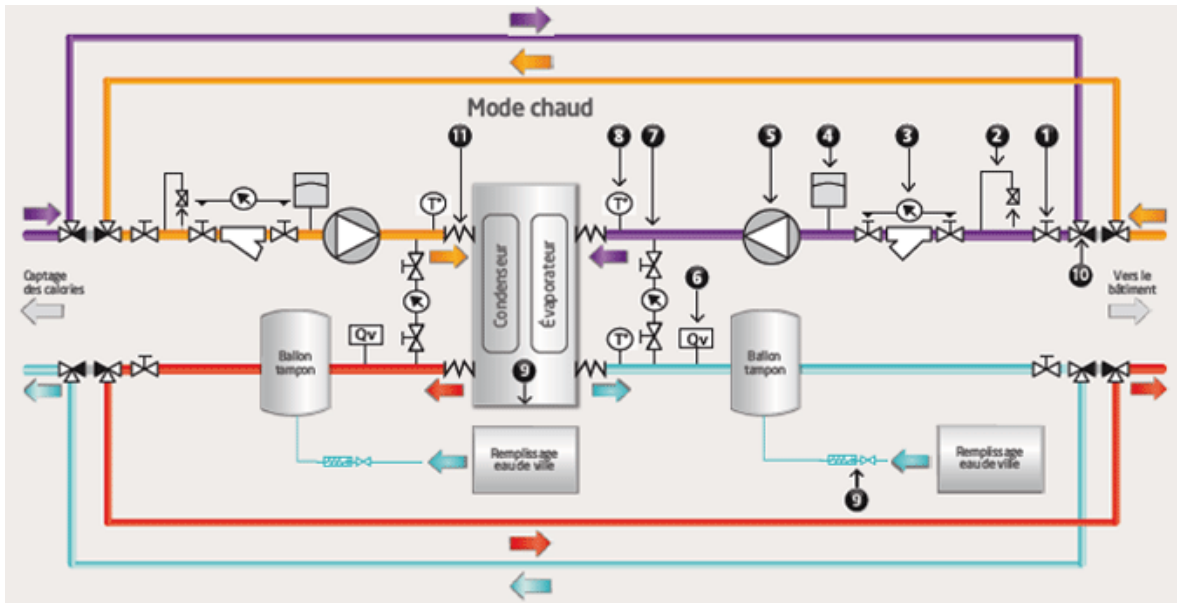 Mode chaud
11
8
7
5
4
3
2
1
T°
T°
Captage
des calories
Condenseur
Évaporateur
6
10
Vers le
bâtiment
Qv
T°
Qv
Ballon
tampon
9
Ballon
tampon
Remplissage
eau de ville
Remplissage
eau de ville
9